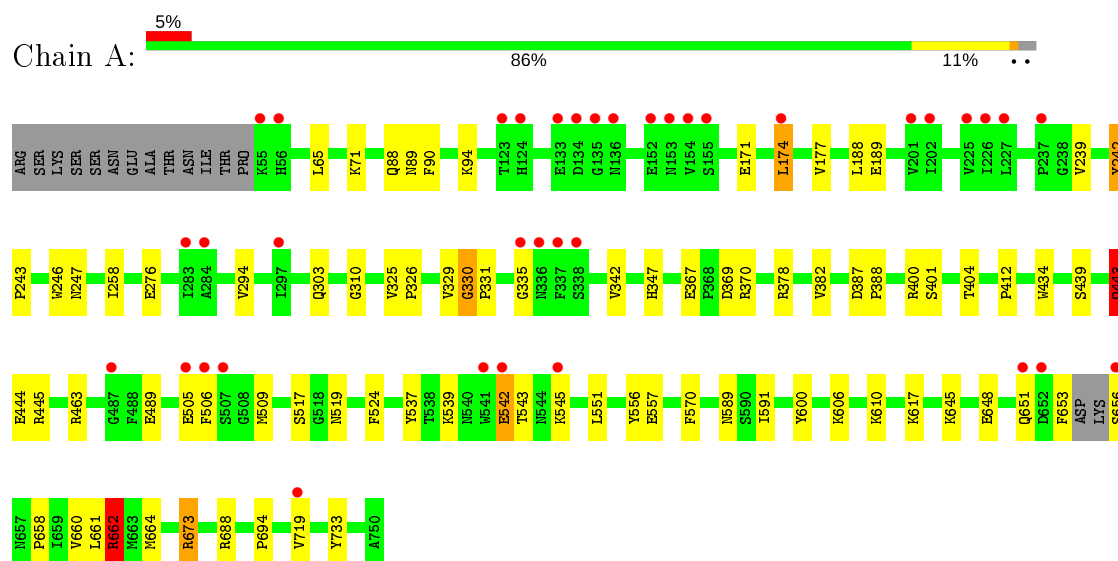 5%
Chain A:
86% 11% • •
ARG SER LYS SER SER ASN GLU ALA THR ASN ILE THR PRO K55 H56 L65 K71 Q88 N89 F90 K94 T123 H124 E133 D134 G135 N136 E152 N153 V154 S155 E171 L174 V177 L188 E189 V201 I202 V225 I226 L227 P237 G238 V239 Y242
P243 W246 N247 I258 E276 I283 A284 V294 I297 Q303 G310 V325 P326 V329 G330 P331 G335 N336 F337 S338 V342 H347 E367 P368 D369 R370 R378 V382 D387 P388 R400 S401 T404 P412 W434 S439
E444 R445 R463 G487 F488 E489 E505 F506 S507 G508 M509 S517 G518 N519 F524 Y537 T538 K539 N540 W541 E542 T543 N544 K545 L551 Y556 E557 F570 N589 S590 I591 Y600 K606 K610 K617 K645 E648 Q651 D652 F653 ASP LYS S656
N657 P658 I659 V660 L661 R662 M663 M664 R673 R688 P694 V719 Y733 A750